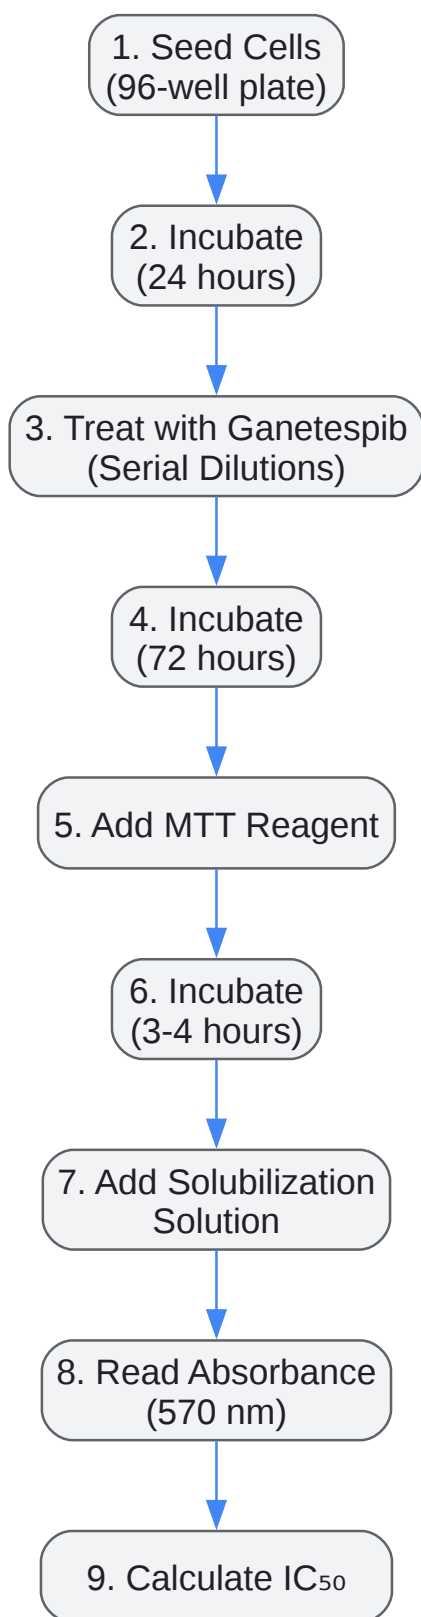 1. Seed Cells
(96-well plate)
2. Incubate
(24 hours)
3. Treat with Ganetespib
(Serial Dilutions)
4. Incubate
(72 hours)
5. Add MTT Reagent
6. Incubate
(3-4 hours)
7. Add Solubilization
Solution
8. Read Absorbance
(570 nm)
9. Calculate IC₅₀